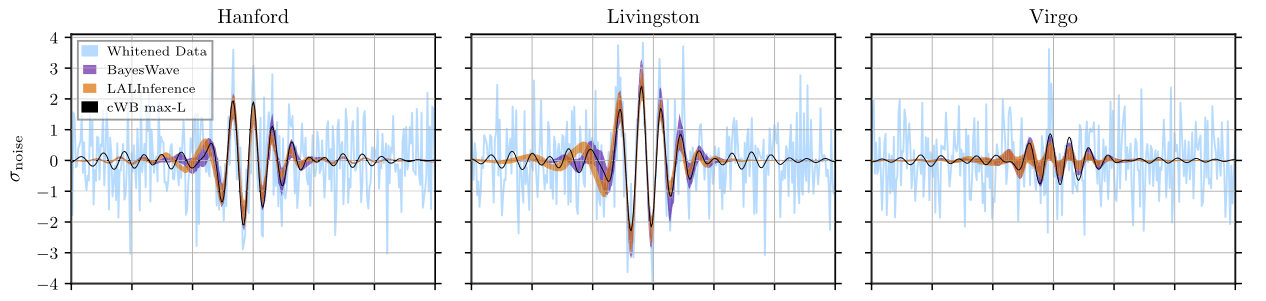 Hanford
Livingston
Virgo
4
3
2
1
0
−1
−2
−3
−4
σnoise
Whitened Data
BayesWave
LALInference
cWB max-L